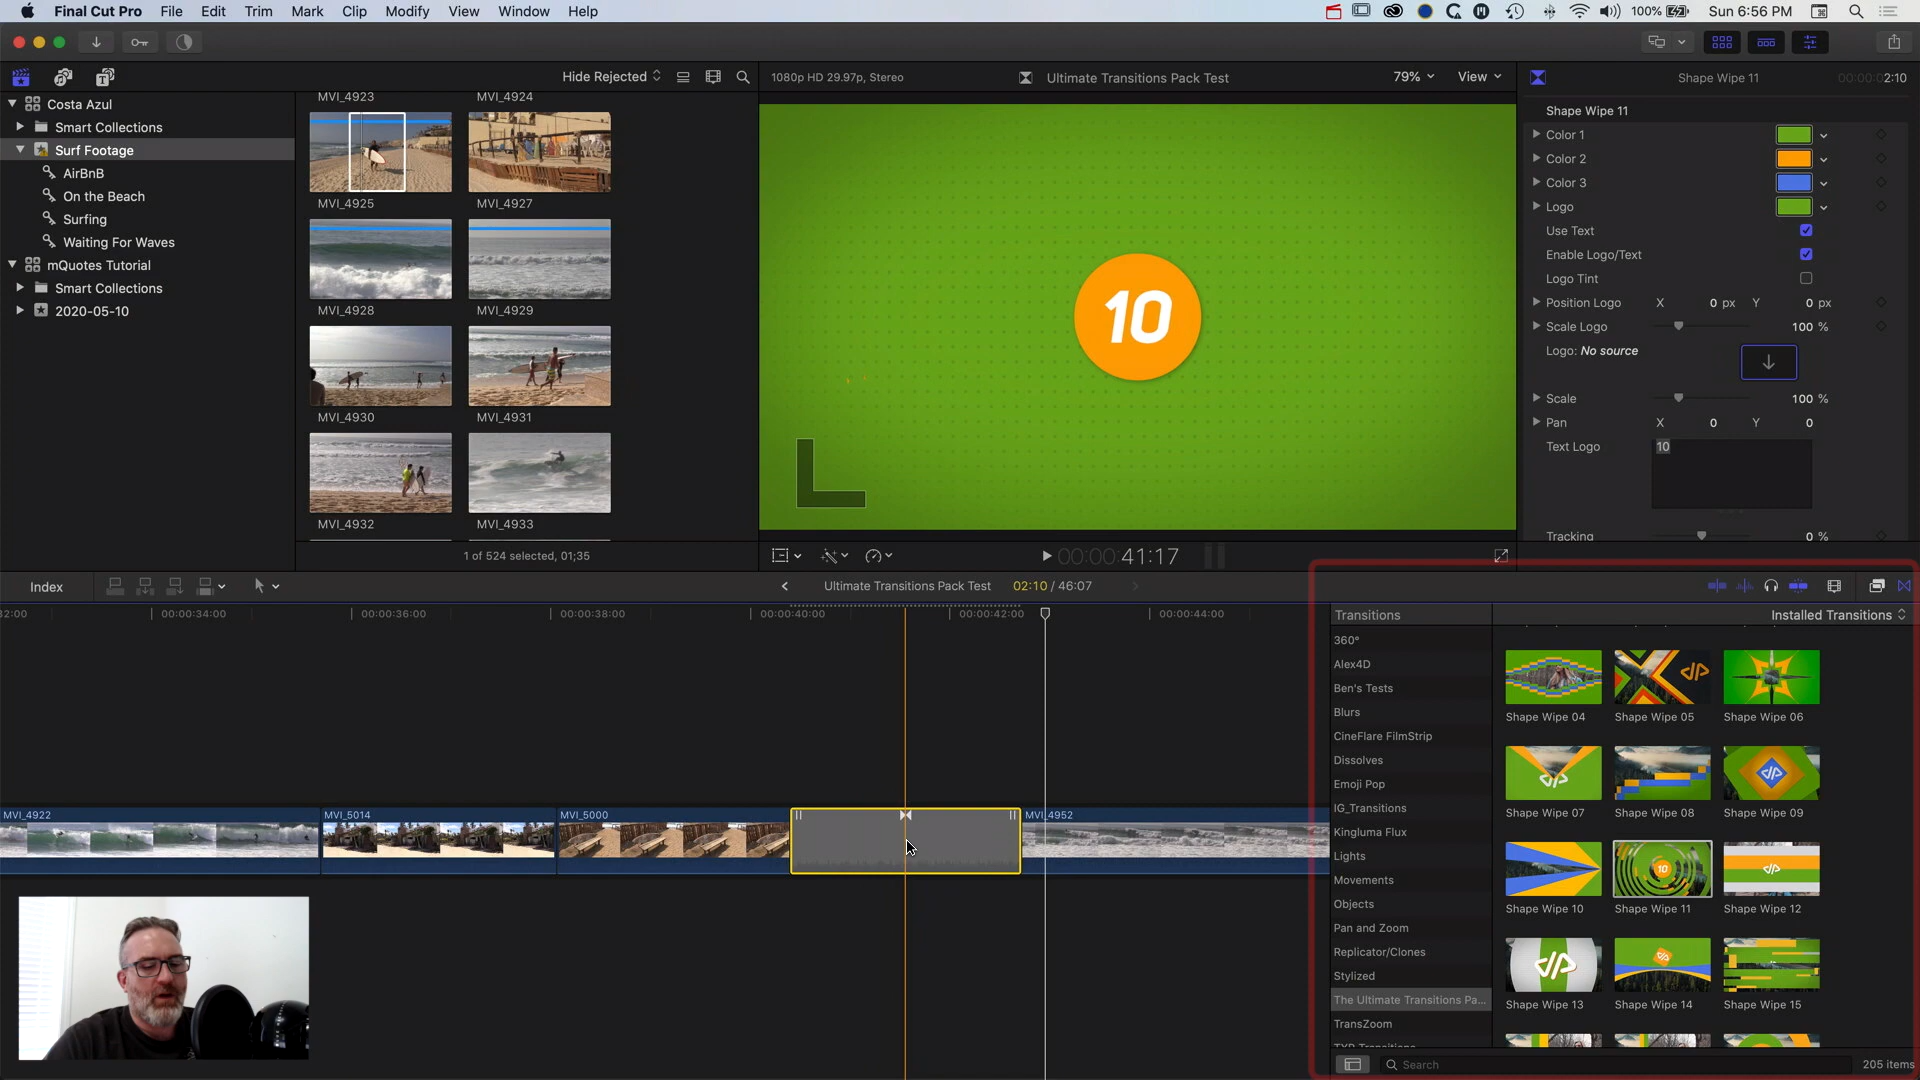 Final Cut Pro File Edit Trim Mark Clip Modify View Window Help 100% Sun 6:56 PM
Hide Rejected
1080p HD 29.97p, Stereo Ultimate Transitions Pack Test 79% View
Shape Wipe 11 2:10
Costa Azul
Smart Collections
Surf Footage
AirBnB
On the Beach
Surfing
Waiting For Waves
mQuotes Tutorial
Smart Collections
2020-05-10
MVI_4923 MVI_4924
MVI_4925 MVI_4927
MVI_4928 MVI_4929
MVI_4930 MVI_4931
MVI_4932 MVI_4933
1 of 524 selected, 01;35
10
00:00:41:17
Shape Wipe 11
Color 1
Color 2
Color 3
Logo
Use Text
Enable Logo/Text
Logo Tint
Position Logo X 0 px Y 0 px
Scale Logo 100 %
Logo: No source
Scale 100 %
Pan X 0 Y 0
Text Logo 10
Tracking 0 %
Index Ultimate Transitions Pack Test 02:10 / 46:07
32:00 00:00:34:00 00:00:36:00 00:00:38:00 00:00:40:00 00:00:42:00 00:00:44:00
MVI_4922 MVI_5014 MVI_5000 MVI_4952
Transitions Installed Transitions
360°
Alex4D
Ben's Tests
Blurs
CineFlare FilmStrip
Dissolves
Emoji Pop
IG_Transitions
Kingluma Flux
Lights
Movements
Objects
Pan and Zoom
Replicator/Clones
Stylized
The Ultimate Transitions Pa...
TransZoom
Shape Wipe 04 Shape Wipe 05 Shape Wipe 06
Shape Wipe 07 Shape Wipe 08 Shape Wipe 09
10
Shape Wipe 10 Shape Wipe 11 Shape Wipe 12
Shape Wipe 13 Shape Wipe 14 Shape Wipe 15
Search 205 items